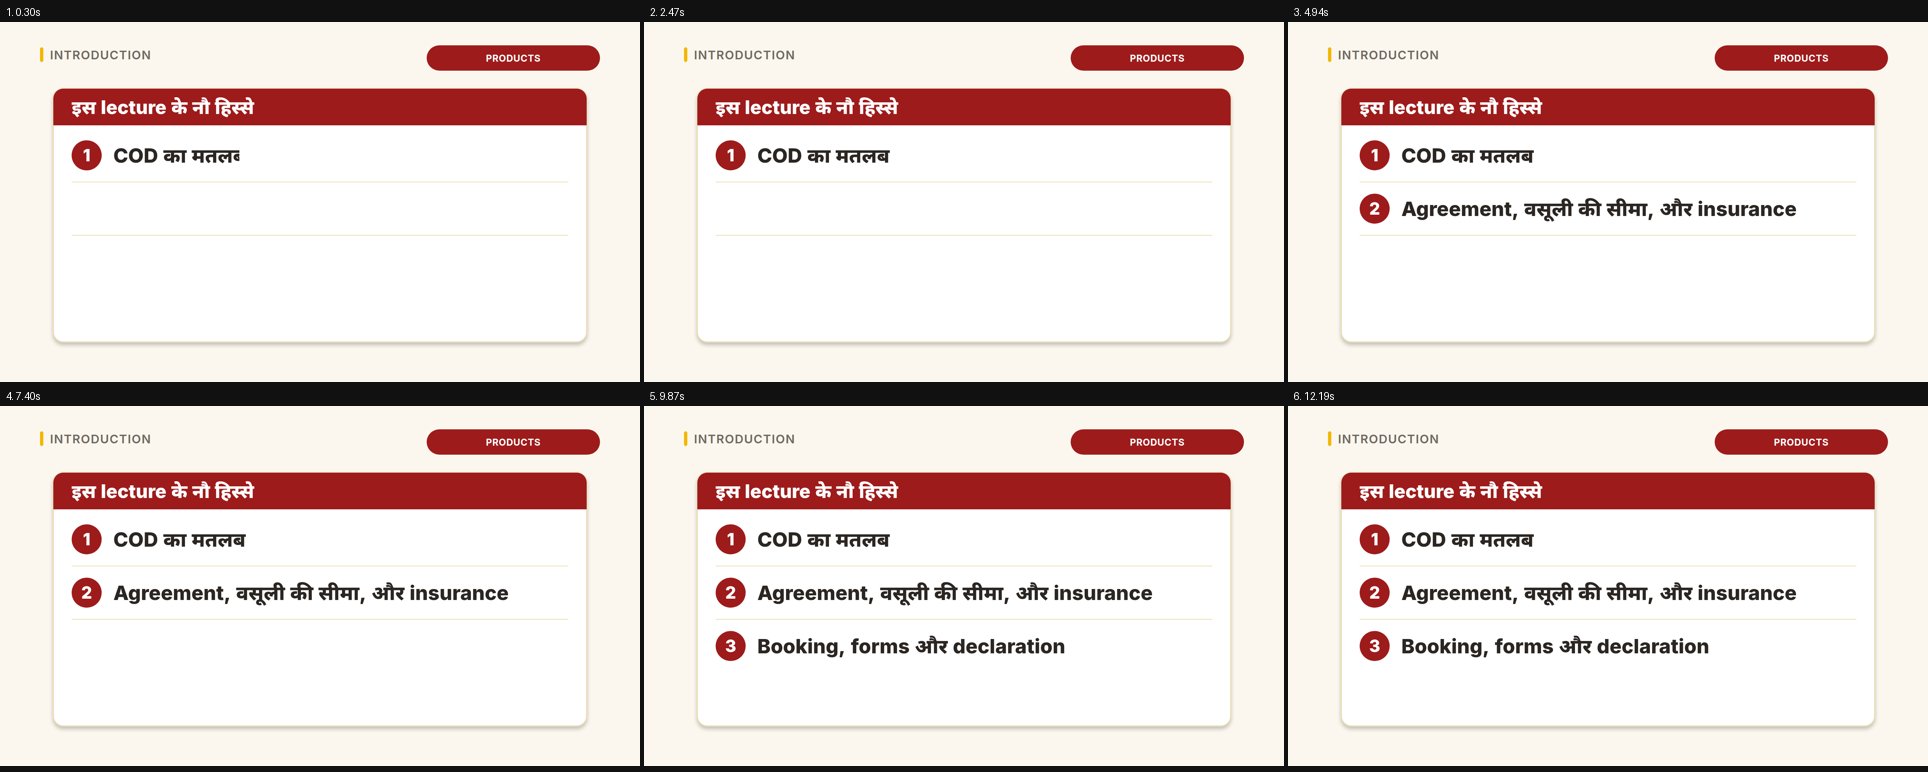 1. 0.30s
INTRODUCTION
PRODUCTS
इस lecture के नौ हिस्से
1 COD का मतलब
2. 2.47s
INTRODUCTION
PRODUCTS
इस lecture के नौ हिस्से
1 COD का मतलब
3. 4.94s
INTRODUCTION
PRODUCTS
इस lecture के नौ हिस्से
1 COD का मतलब
2 Agreement, वसूली की सीमा, और insurance
4. 7.40s
INTRODUCTION
PRODUCTS
इस lecture के नौ हिस्से
1 COD का मतलब
2 Agreement, वसूली की सीमा, और insurance
5. 9.87s
INTRODUCTION
PRODUCTS
इस lecture के नौ हिस्से
1 COD का मतलब
2 Agreement, वसूली की सीमा, और insurance
3 Booking, forms और declaration
6. 12.19s
INTRODUCTION
PRODUCTS
इस lecture के नौ हिस्से
1 COD का मतलब
2 Agreement, वसूली की सीमा, और insurance
3 Booking, forms और declaration